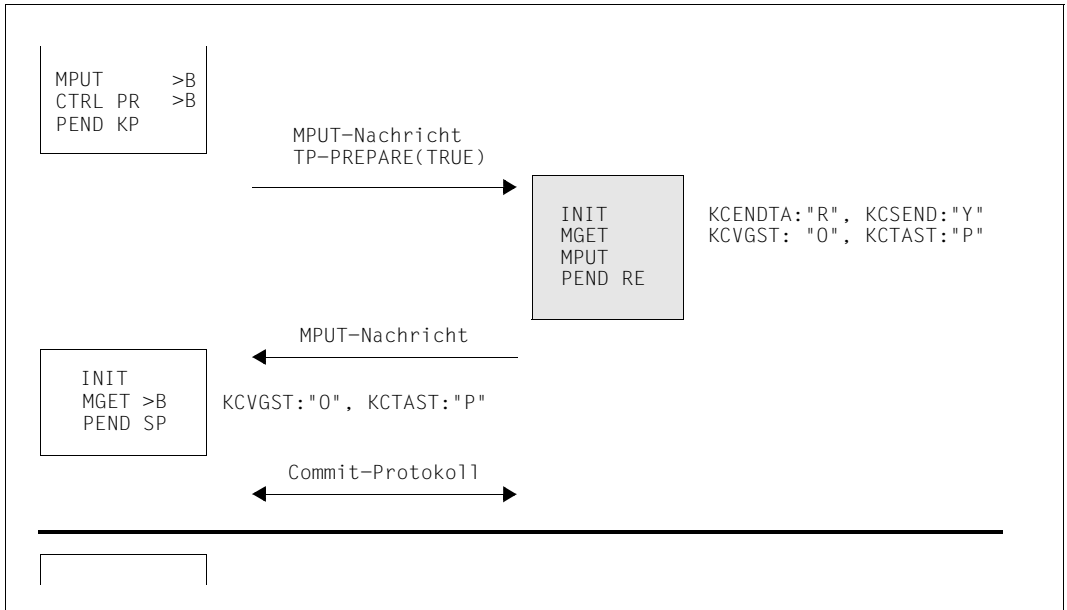 MPUT >B
CTRL PR >B
PEND KP
MPUT-Nachricht
TP-PREPARE(TRUE)
INIT KCENDTA:"R", KCSEND:"Y"
MGET KCVGST: "O", KCTAST:"P"
MPUT
PEND RE
MPUT-Nachricht
INIT
MGET >B KCVGST:"O", KCTAST:"P"
PEND SP
Commit-Protokoll